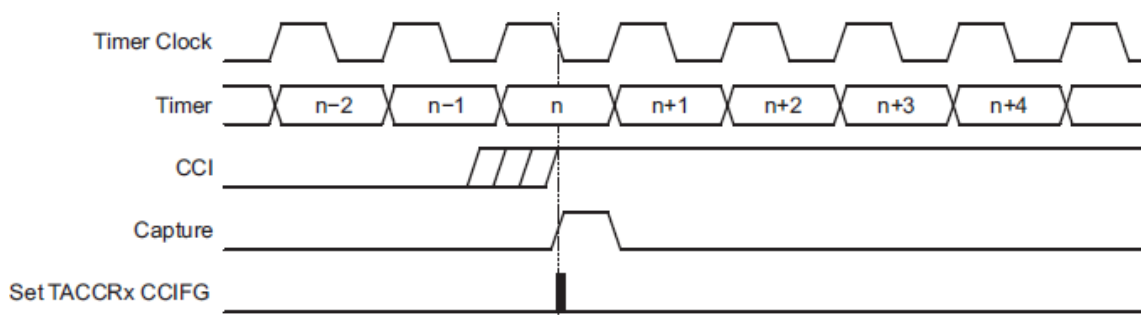 Timer Clock
Timer n−2 n−1 n n+1 n+2 n+3 n+4
CCI
Capture
Set TACCRx CCIFG